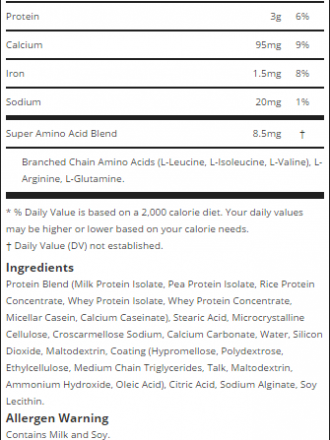 Protein 3g 6%
Calcium 95mg 9%
Iron 1.5mg 8%
Sodium 20mg 1%
Super Amino Acid Blend 8.5mg †
Branched Chain Amino Acids (L-Leucine, L-Isoleucine, L-Valine), L-
Arginine, L-Glutamine.
* % Daily Value is based on a 2,000 calorie diet. Your daily values
may be higher or lower based on your calorie needs.
† Daily Value (DV) not established.
Ingredients
Protein Blend (Milk Protein Isolate, Pea Protein Isolate, Rice Protein
Concentrate, Whey Protein Isolate, Whey Protein Concentrate,
Micellar Casein, Calcium Caseinate), Stearic Acid, Microcrystalline
Cellulose, Croscarmellose Sodium, Calcium Carbonate, Water, Silicon
Dioxide, Maltodextrin, Coating (Hypromellose, Polydextrose,
Ethylcellulose, Medium Chain Triglycerides, Talk, Maltodextrin,
Ammonium Hydroxide, Oleic Acid), Citric Acid, Sodium Alginate, Soy
Lecithin.
Allergen Warning
Contains Milk and Soy.